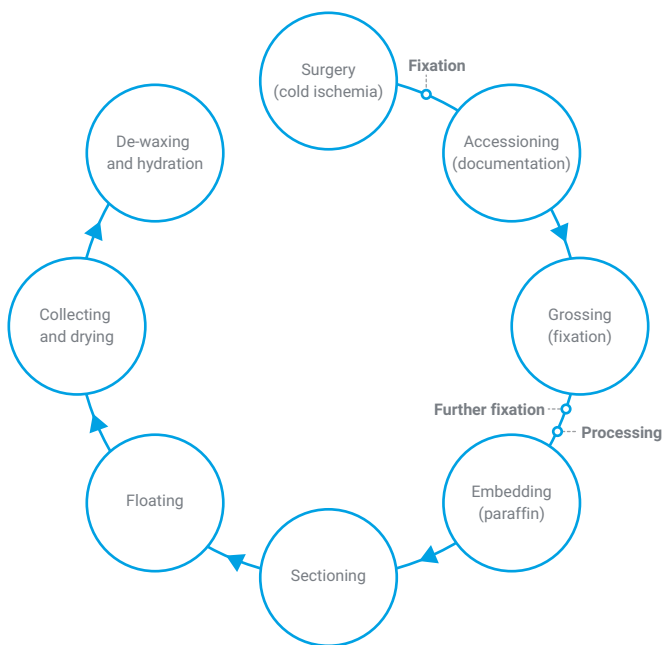 Surgery
(cold ischemia)
Fixation
Accessioning
(documentation)
Grossing
(fixation)
Further fixation
Processing
Embedding
(paraffin)
Sectioning
Floating
Collecting
and drying
De-waxing
and hydration